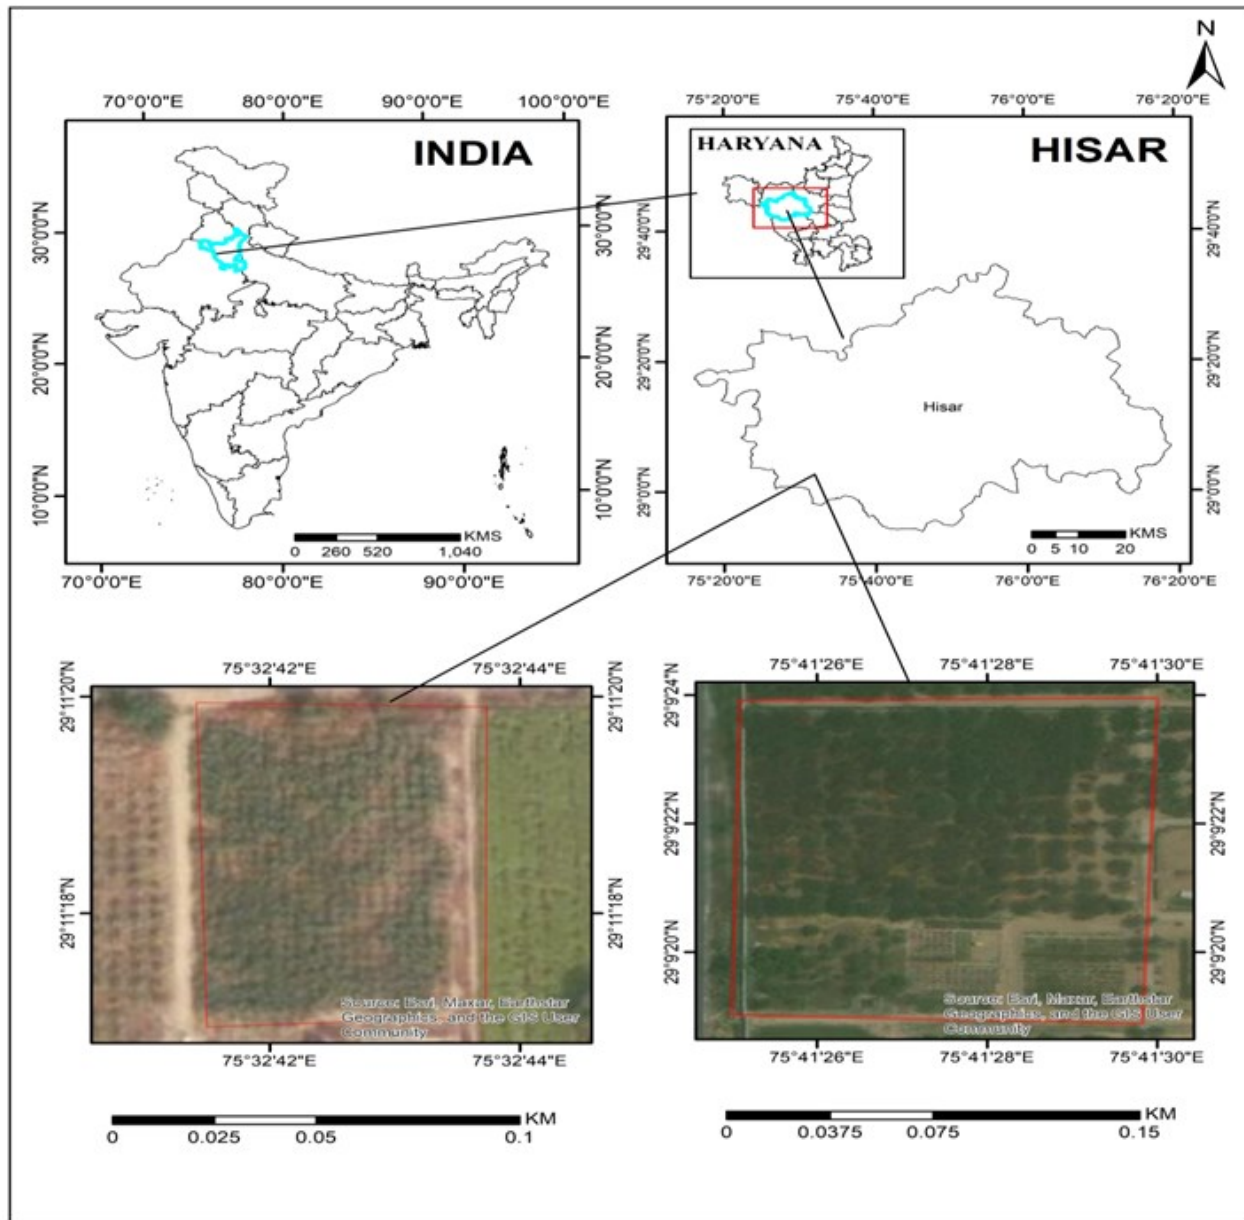 N
70°0'0"E 80°0'0"E 90°0'0"E 100°0'0"E
INDIA
30°0'0"N
20°0'0"N
10°0'0"N
30°0'0"N
20°0'0"N
10°0'0"N
KMS
0 260 520 1,040
70°0'0"E 80°0'0"E 90°0'0"E
75°20'0"E 75°40'0"E 76°0'0"E 76°20'0"E
HARYANA
HISAR
29°40'0"N
29°20'0"N
29°0'0"N
29°40'0"N
29°20'0"N
29°0'0"N
Hisar
KMS
0 5 10 20
75°20'0"E 75°40'0"E 76°0'0"E 76°20'0"E
75°32'42"E 75°32'44"E
29°11'20"N
29°11'18"N
29°11'20"N
29°11'18"N
Source: Esri, Maxar, Earthstar
Geographics, and the GIS User
Community
75°32'42"E 75°32'44"E
KM
0 0.025 0.05 0.1
75°41'26"E 75°41'28"E 75°41'30"E
29°9'24"N
29°9'22"N
29°9'20"N
29°9'22"N
29°9'20"N
Source: Esri, Maxar, Earthstar
Geographics, and the GIS User
Community
75°41'26"E 75°41'28"E 75°41'30"E
KM
0 0.0375 0.075 0.15